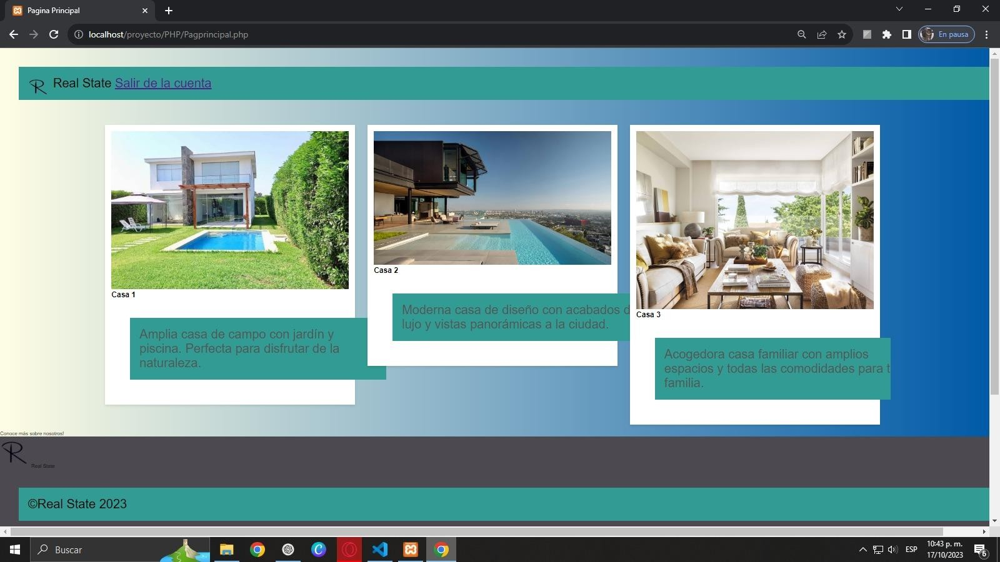 Pagina Principal
localhost/proyecto/PHP/Pagprincipal.php
En pausa
R Real State Salir de la cuenta
Casa 1
Amplia casa de campo con jardín y
piscina. Perfecta para disfrutar de la
naturaleza.
Casa 2
Moderna casa de diseño con acabados d
lujo y vistas panorámicas a la ciudad.
Casa 3
Acogedora casa familiar con amplios
espacios y todas las comodidades para t
familia.
Conoce más sobre nosotros!
R Real State
©Real State 2023
Buscar
ESP
10:43 p. m.
17/10/2023
6